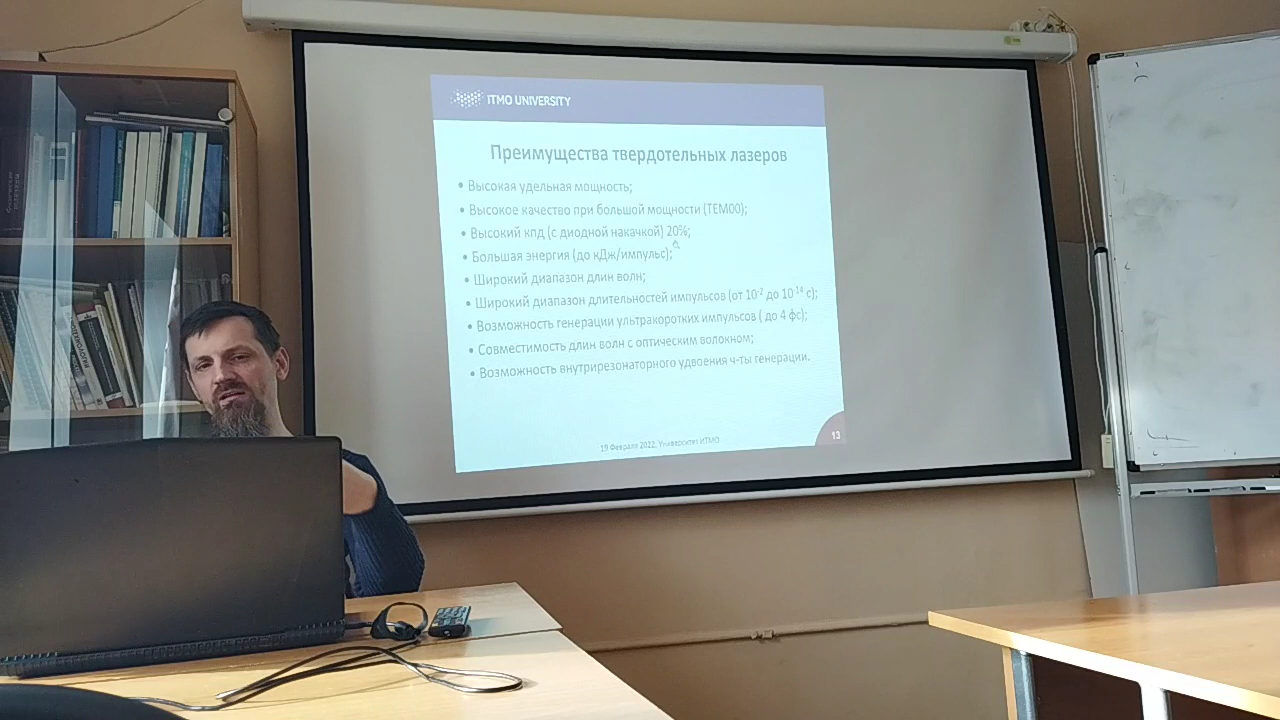 ITMO UNIVERSITY
Преимущества твердотельных лазеров
• Высокая удельная мощность;
• Высокое качество при большой мощности (TEM00);
• Высокий кпд (с диодной накачкой) 20%;
• Большая энергия (до кДж/импульс);
• Широкий диапазон длин волн;
• Широкий диапазон длительностей импульсов (от 10⁻² до 10⁻¹⁴ с);
• Возможность генерации ультракоротких импульсов ( до 4 фс);
• Совместимость длин волн с оптическим волокном;
• Возможность внутрирезонаторного удвоения ч-ты генерации.
19 Февраля 2022, Университет ИТМО
13